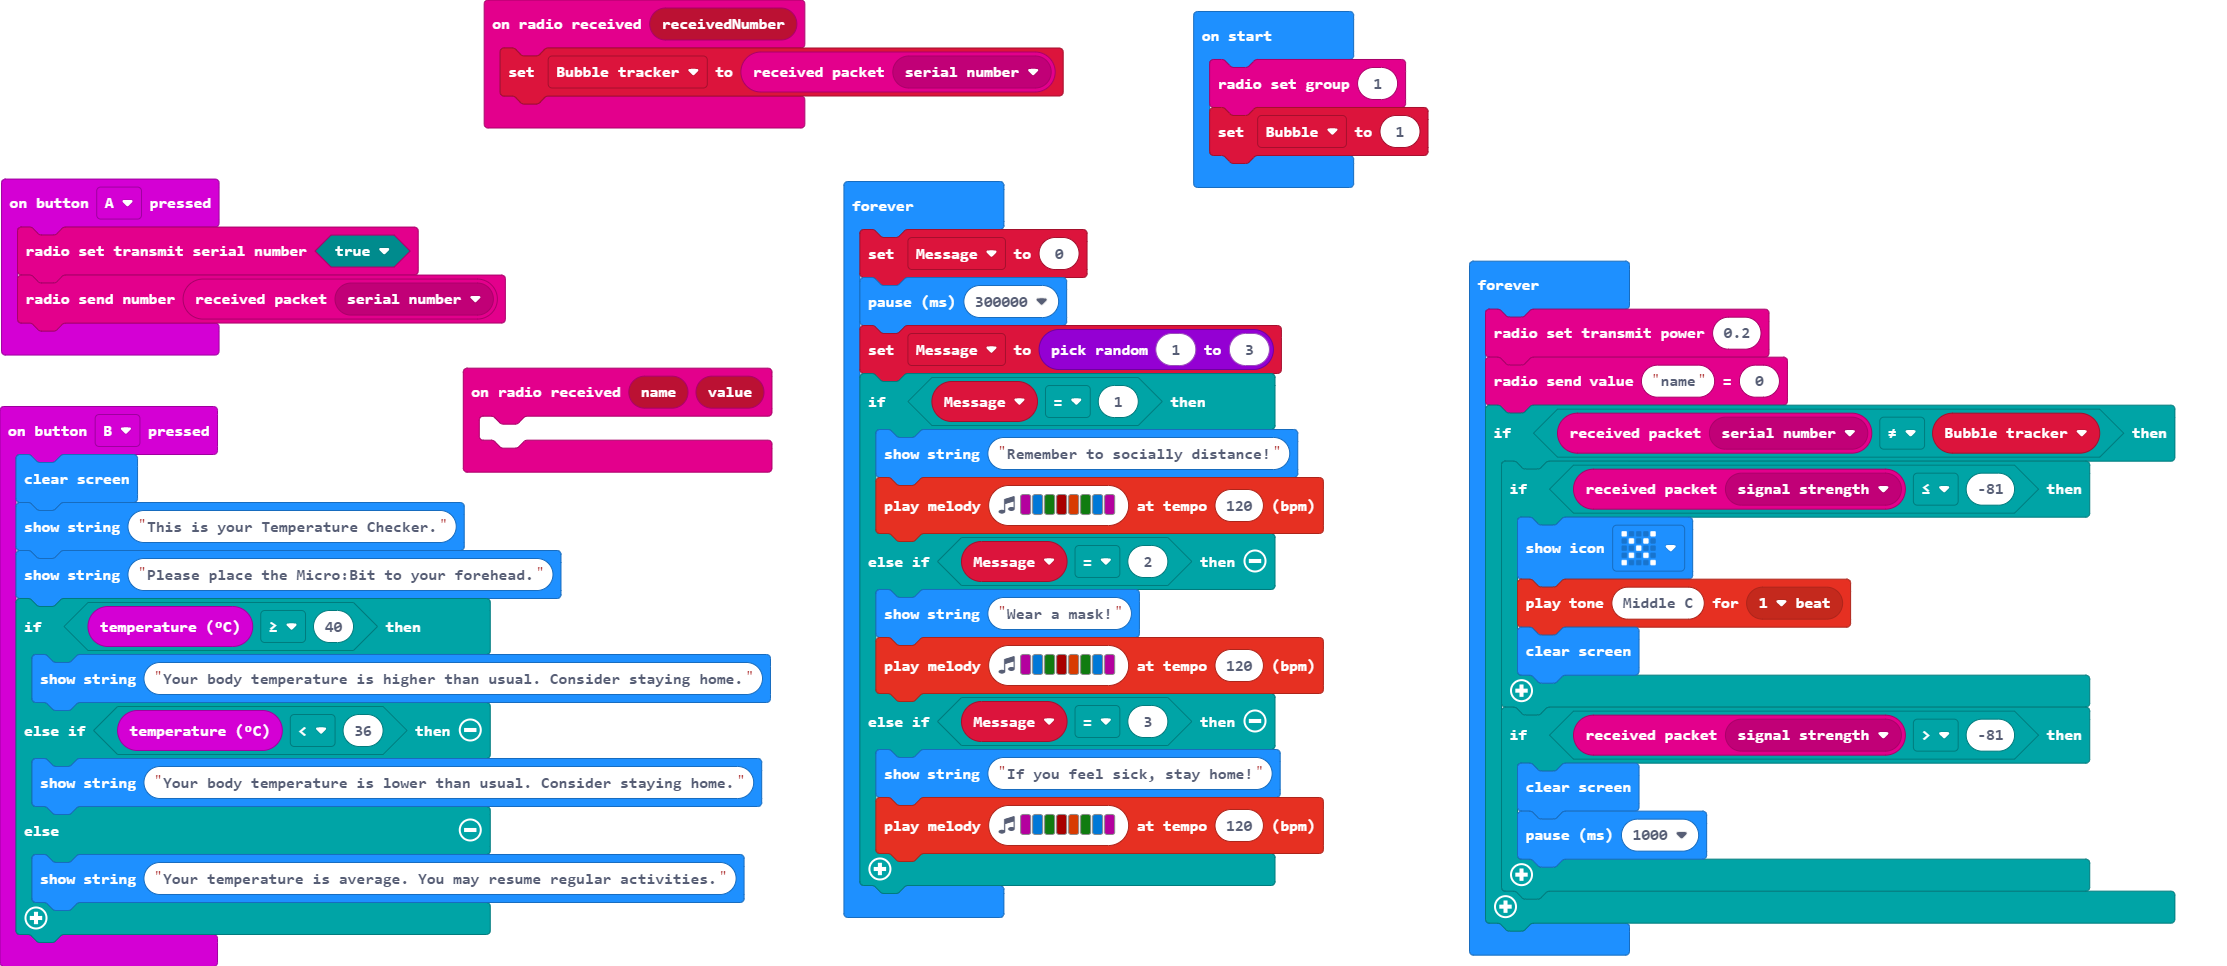 on radio received receivedNumber
set Bubble tracker to received packet serial number
on start
radio set group 1
set Bubble to 1
on button A pressed
radio set transmit serial number true
radio send number received packet serial number
on radio received name value
on button B pressed
clear screen
show string "This is your Temperature Checker."
show string "Please place the Micro:Bit to your forehead."
if temperature (ºC) ≥ 40 then
show string "Your body temperature is higher than usual. Consider staying home."
else if temperature (ºC) < 36 then
show string "Your body temperature is lower than usual. Consider staying home."
else
show string "Your temperature is average. You may resume regular activities."
forever
set Message to 0
pause (ms) 300000
set Message to pick random 1 to 3
if Message = 1 then
show string "Remember to socially distance!"
play melody at tempo 120 (bpm)
else if Message = 2 then
show string "Wear a mask!"
play melody at tempo 120 (bpm)
else if Message = 3 then
show string "If you feel sick, stay home!"
play melody at tempo 120 (bpm)
forever
radio set transmit power 0.2
radio send value "name" = 0
if received packet serial number ≠ Bubble tracker then
if received packet signal strength ≤ -81 then
show icon
play tone Middle C for 1 beat
clear screen
if received packet signal strength > -81 then
clear screen
pause (ms) 1000